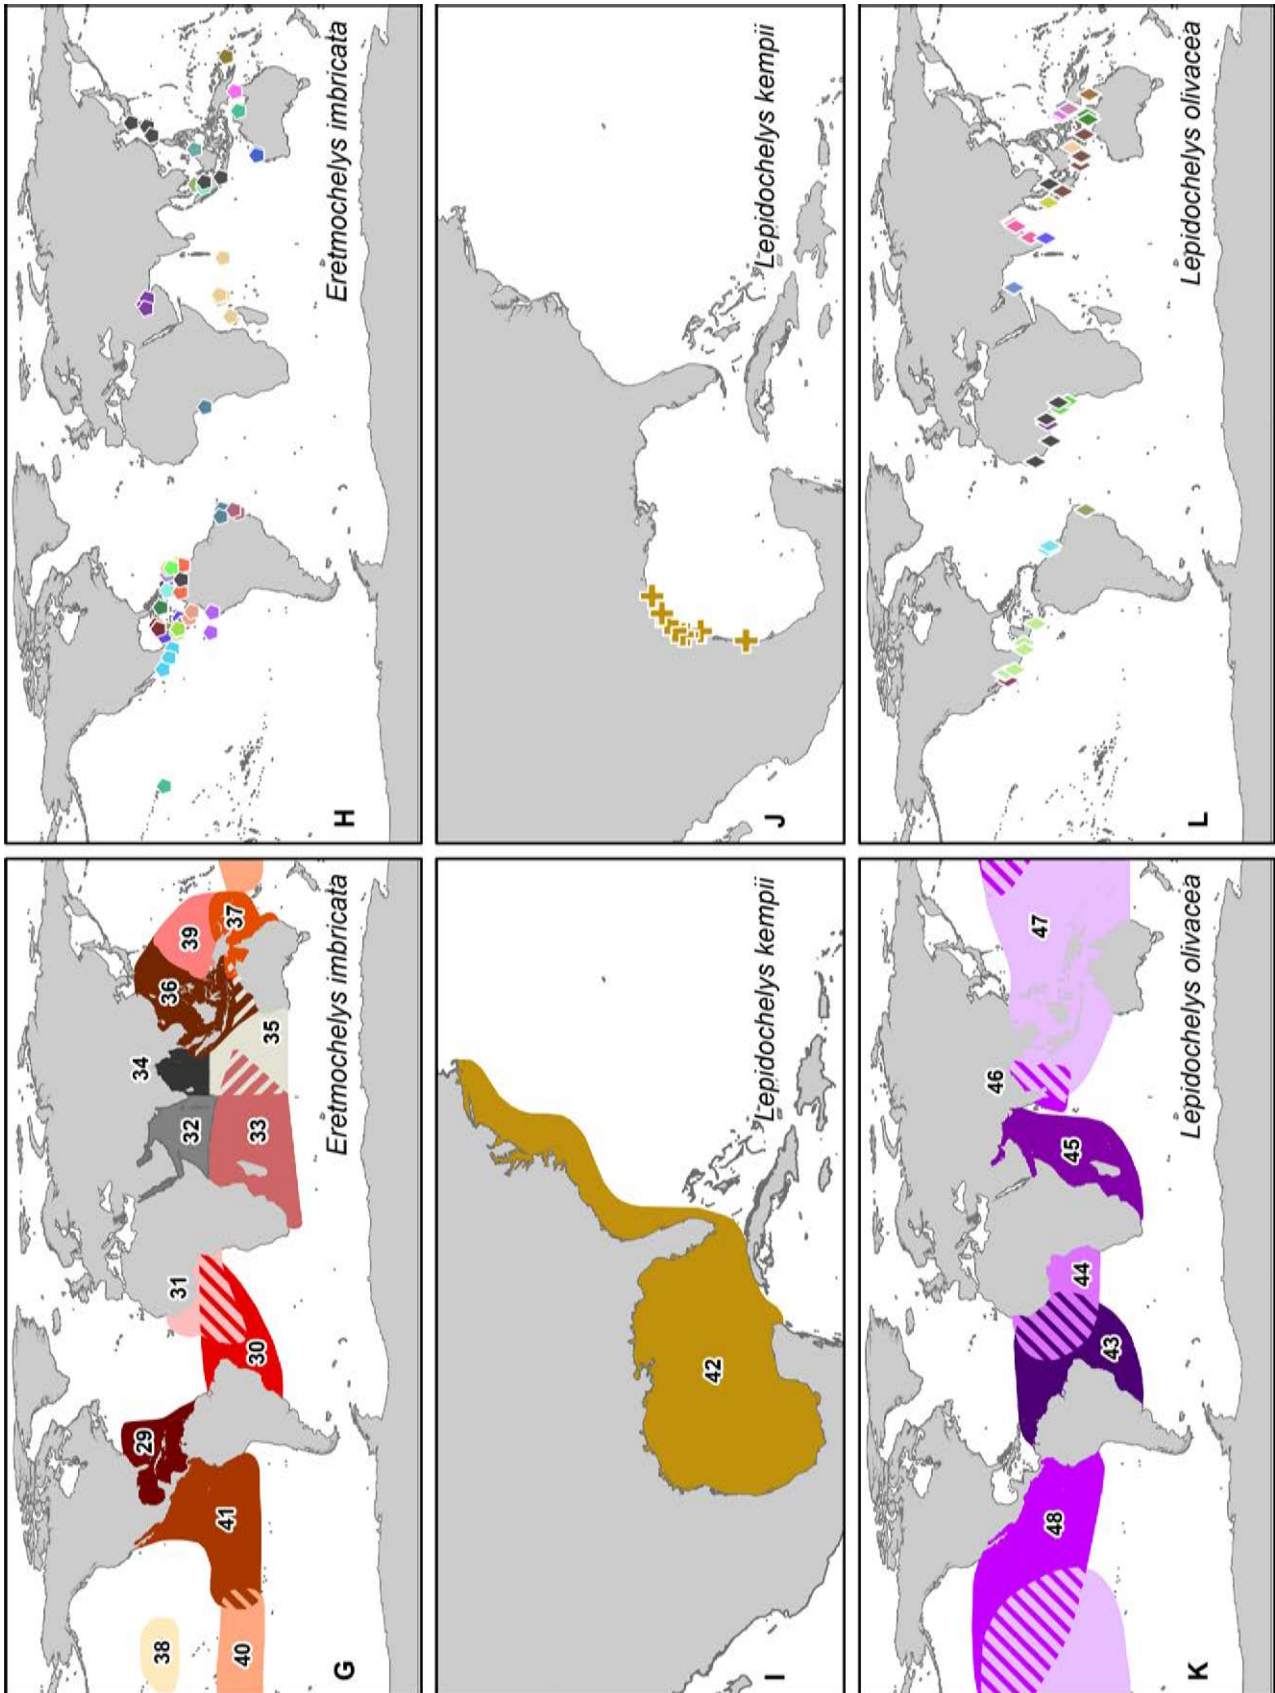 G
38
40
41
29
30
31
32
33
34
35
36
37
39
Eretmochelys imbricata
H
Eretmochelys imbricata
I
42
Lepidochelys kempii
J
Lepidochelys kempii
K
48
43
44
45
46
47
Lepidochelys olivacea
L
Lepidochelys olivacea